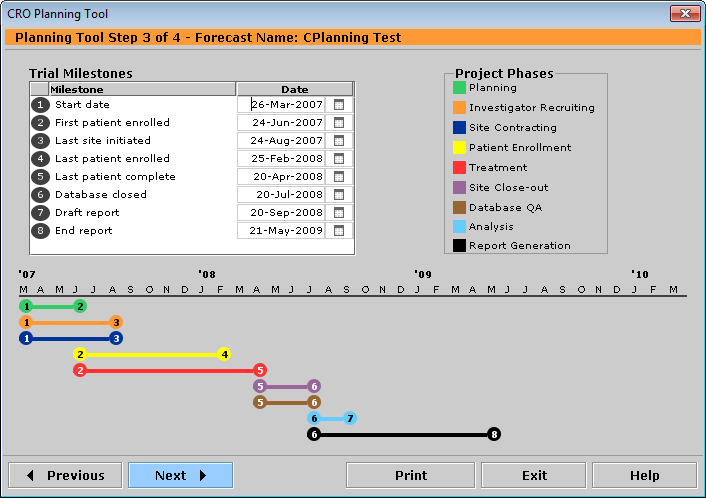 CRO Planning Tool
Planning Tool Step 3 of 4 - Forecast Name: CPlanning Test
Trial Milestones
Milestone Date
1 Start date 26-Mar-2007
2 First patient enrolled 24-Jun-2007
3 Last site initiated 24-Aug-2007
4 Last patient enrolled 25-Feb-2008
5 Last patient complete 20-Apr-2008
6 Database closed 20-Jul-2008
7 Draft report 20-Sep-2008
8 End report 21-May-2009
Project Phases
Planning
Investigator Recruiting
Site Contracting
Patient Enrollment
Treatment
Site Close-out
Database QA
Analysis
Report Generation
'07 '08 '09 '10
M A M J J A S O N D J F M A M J J A S O N D J F M A M J J A S O N D J F M
1 2
1 3
1 3
2 4
2 5
5 6
5 6
6 7
6 8
Previous Next Print Exit Help